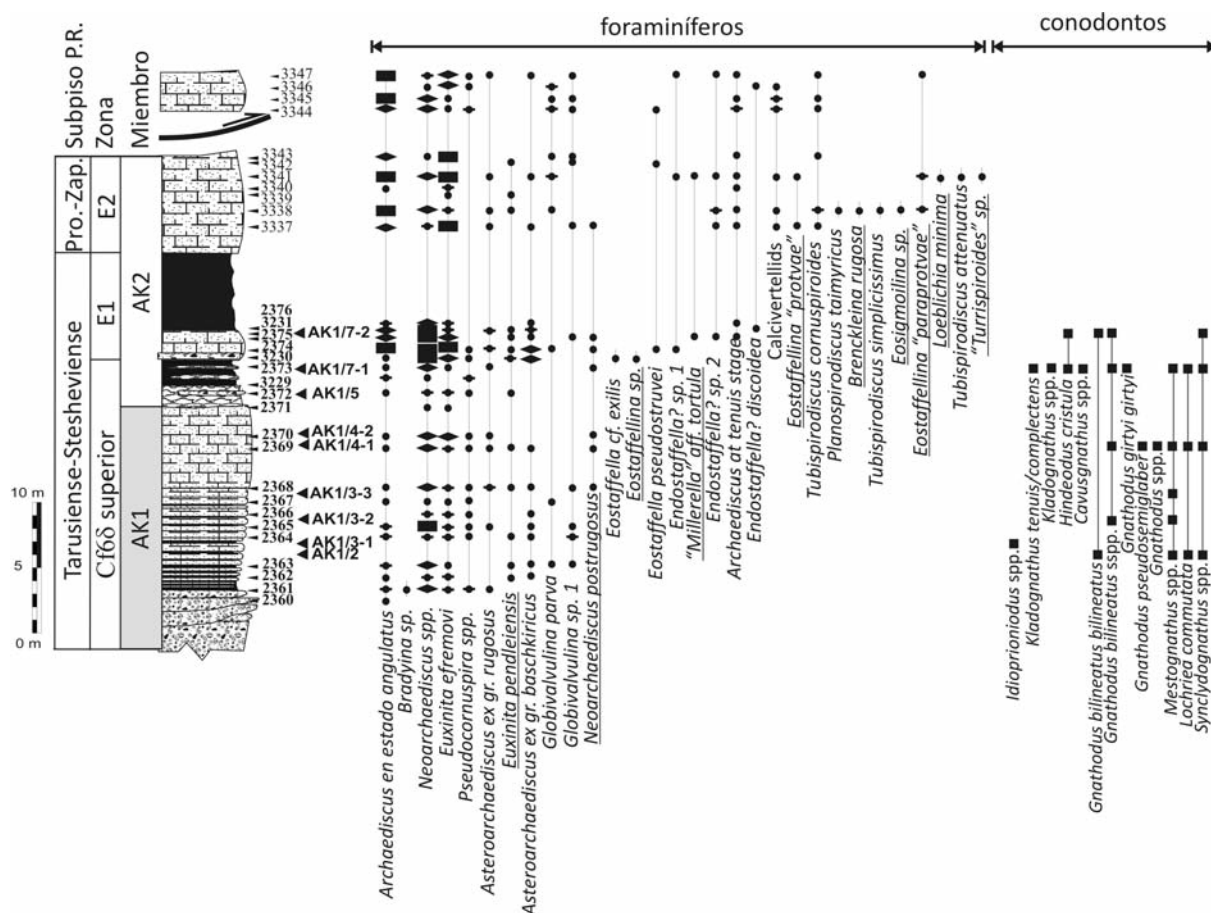 foraminíferos
conodontos
Subpiso P.R.
Zona
Miembro
Pro.-Zap.
Tarusiense-Stesheviense
E2
E1
Cf6δ superior
AK2
AK1
10 m
5
0 m
3347
3346
3345
3344
3343
3342
3341
3340
3339
3338
3337
2376
3231
2375
2374
3230
2373
3229
2372
2371
2370
2369
2368
2367
2366
2365
2364
2363
2362
2361
2360
AK1/7-2
AK1/7-1
AK1/5
AK1/4-2
AK1/4-1
AK1/3-3
AK1/3-2
AK1/3-1
AK1/2
Archaediscus en estado angulatus
Bradyina sp.
Neoarchaediscus spp.
Euxinita efremovi
Pseudocornuspira spp.
Asteroarchaediscus ex gr. rugosus
Euxinita pendleiensis
Asteroarchaediscus ex gr. baschkiricus
Globivalvulina parva
Globivalvulina sp. 1
Neoarchaediscus postrugosus
Eostaffella cf. exilis
Eostaffellina sp.
Eostaffella pseudostruvei
Endostaffella? sp. 1
"Millerella" aff. tortula
Endostaffella? sp. 2
Archaediscus at tenuis stage
Endostaffella? discoidea
Calcivertellids
Eostaffellina "protvae"
Tubispirodiscus cornuspiroides
Planospirodiscus taimyricus
Brenckleina rugosa
Tubispirodiscus simplicissimus
Eosigmoilina sp.
Eostaffellina "paraprotvae"
Loeblichia minima
Tubispirodiscus attenuatus
"Turrispiroides" sp.
Idioprioniodus spp.
Kladognathus tenuis/complectens
Kladognathus spp.
Hindeodus cristula
Cavusgnathus spp.
Gnathodus bilineatus bilineatus
Gnathodus bilineatus sspp.
Gnathodus girtyi girtyi
Gnathodus pseudosemiglaber
Gnathodus spp.
Mestognathus spp.
Lochriea commutata
Synclydognathus spp.